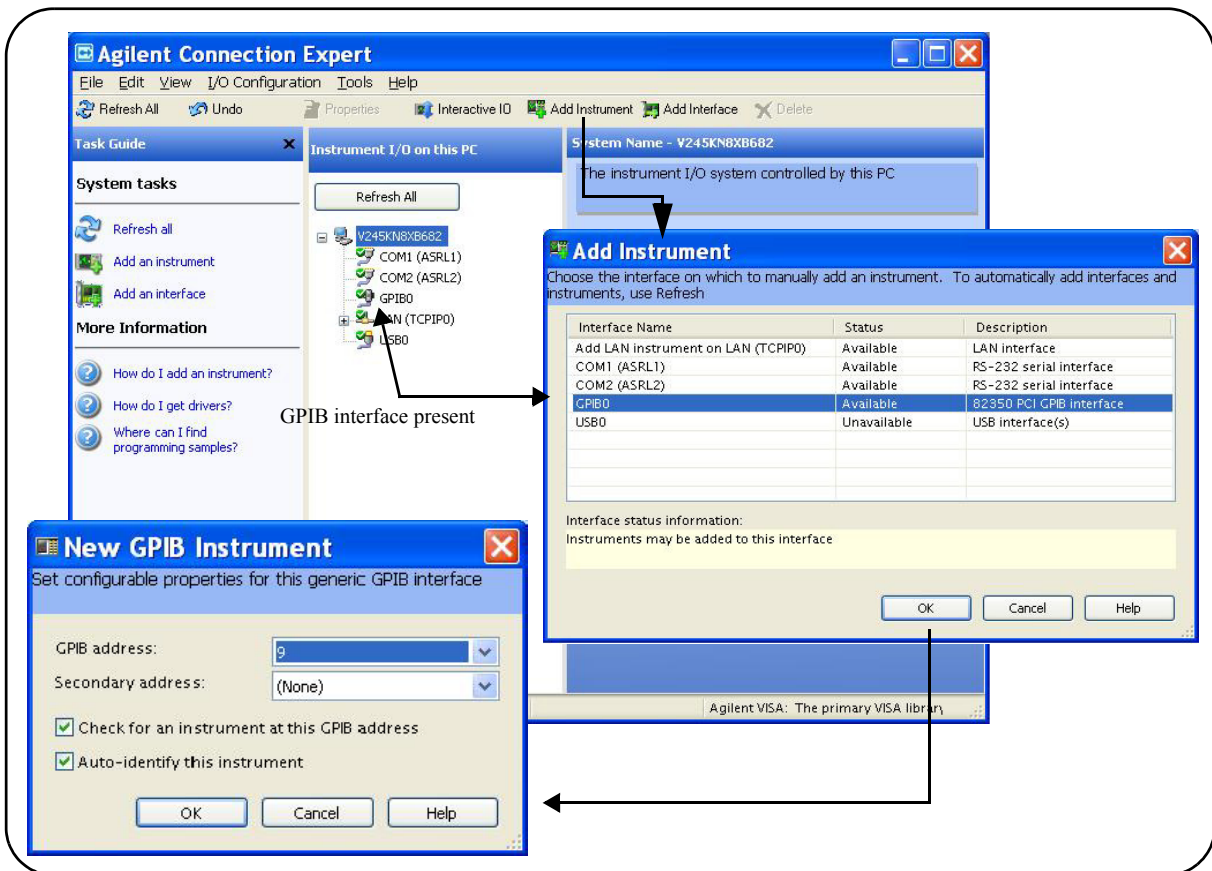 Agilent Connection Expert
File Edit View I/O Configuration Tools Help
Refresh All Undo Properties Interactive IO Add Instrument Add Interface Delete
Task Guide
System tasks
Refresh all
Add an instrument
Add an interface
More Information
How do I add an instrument?
How do I get drivers?
Where can I find
programming samples?
Instrument I/O on this PC
Refresh All
V245KN8XB682
COM1 (ASRL1)
COM2 (ASRL2)
GPIB0
LAN (TCPIP0)
USB0
GPIB interface present
System Name - V245KN8XB682
The instrument I/O system controlled by this PC
Add Instrument
Choose the interface on which to manually add an instrument. To automatically add interfaces and
instruments, use Refresh
Interface Name Status Description
Add LAN instrument on LAN (TCPIP0) Available LAN interface
COM1 (ASRL1) Available RS-232 serial interface
COM2 (ASRL2) Available RS-232 serial interface
GPIB0 Available 82350 PCI GPIB interface
USB0 Unavailable USB interface(s)
Interface status information:
Instruments may be added to this interface
OK Cancel Help
Agilent VISA: The primary VISA library
New GPIB Instrument
Set configurable properties for this generic GPIB interface
GPIB address: 9
Secondary address: (None)
Check for an instrument at this GPIB address
Auto-identify this instrument
OK Cancel Help